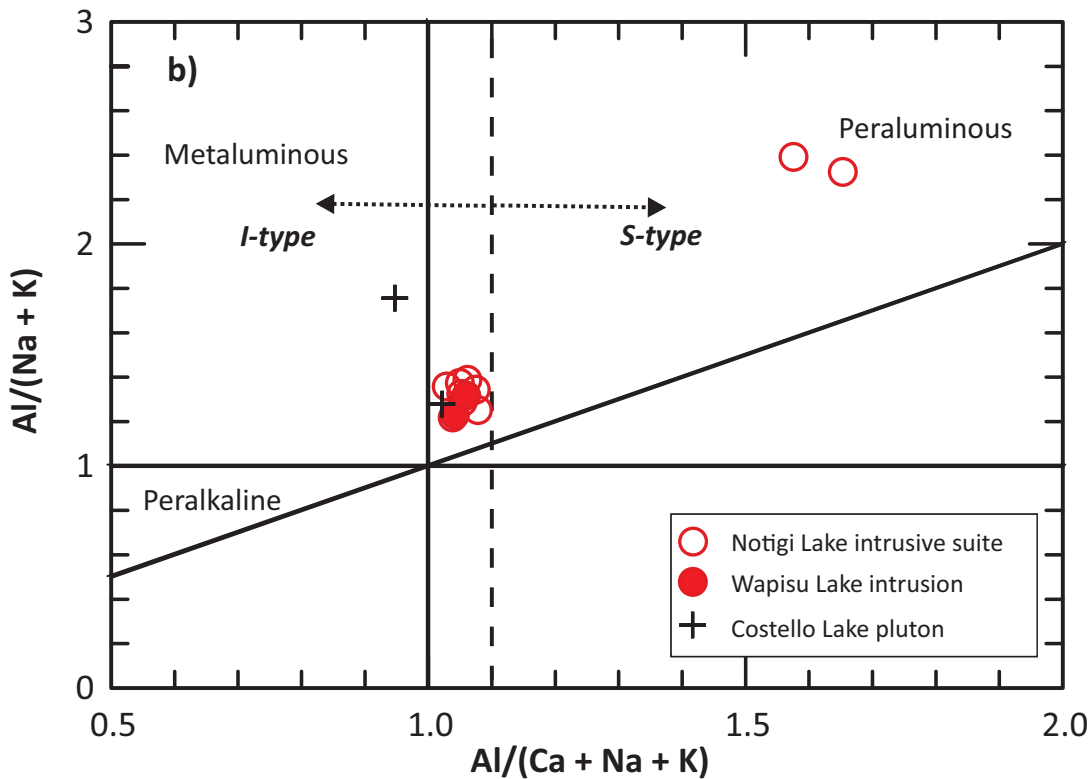 3
b)
Peraluminous
Metaluminous
I-type
S-type
2
Al/(Na + K)
1
Peralkaline
Notigi Lake intrusive suite
Wapisu Lake intrusion
Costello Lake pluton
0
0.5 1.0 1.5 2.0
Al/(Ca + Na + K)